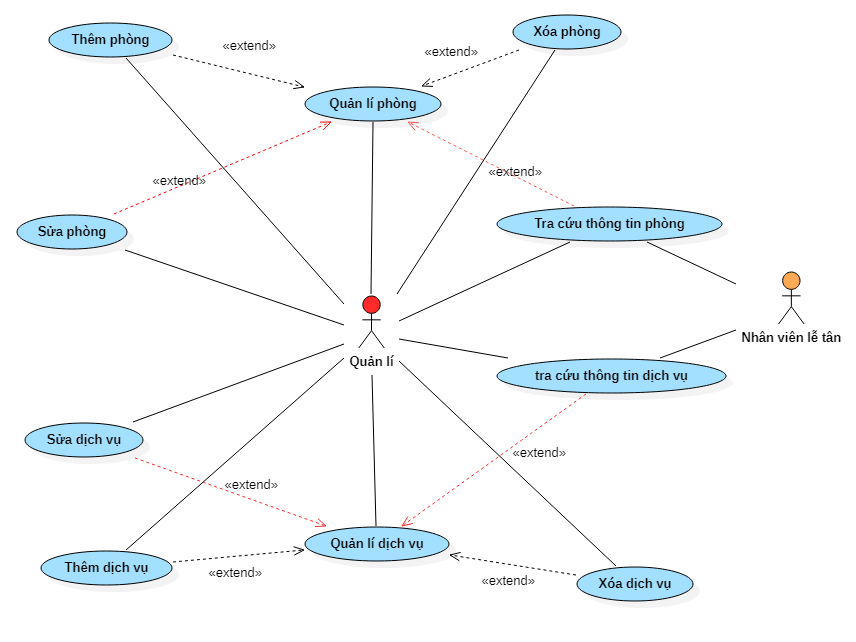 Thêm phòng
Xóa phòng
«extend»
«extend»
Quản lí phòng
«extend»
«extend»
Sửa phòng
Tra cứu thông tin phòng
Quản lí
Nhân viên lễ tân
tra cứu thông tin dịch vụ
Sửa dịch vụ
«extend»
«extend»
Quản lí dịch vụ
Thêm dịch vụ
«extend»
«extend»
Xóa dịch vụ